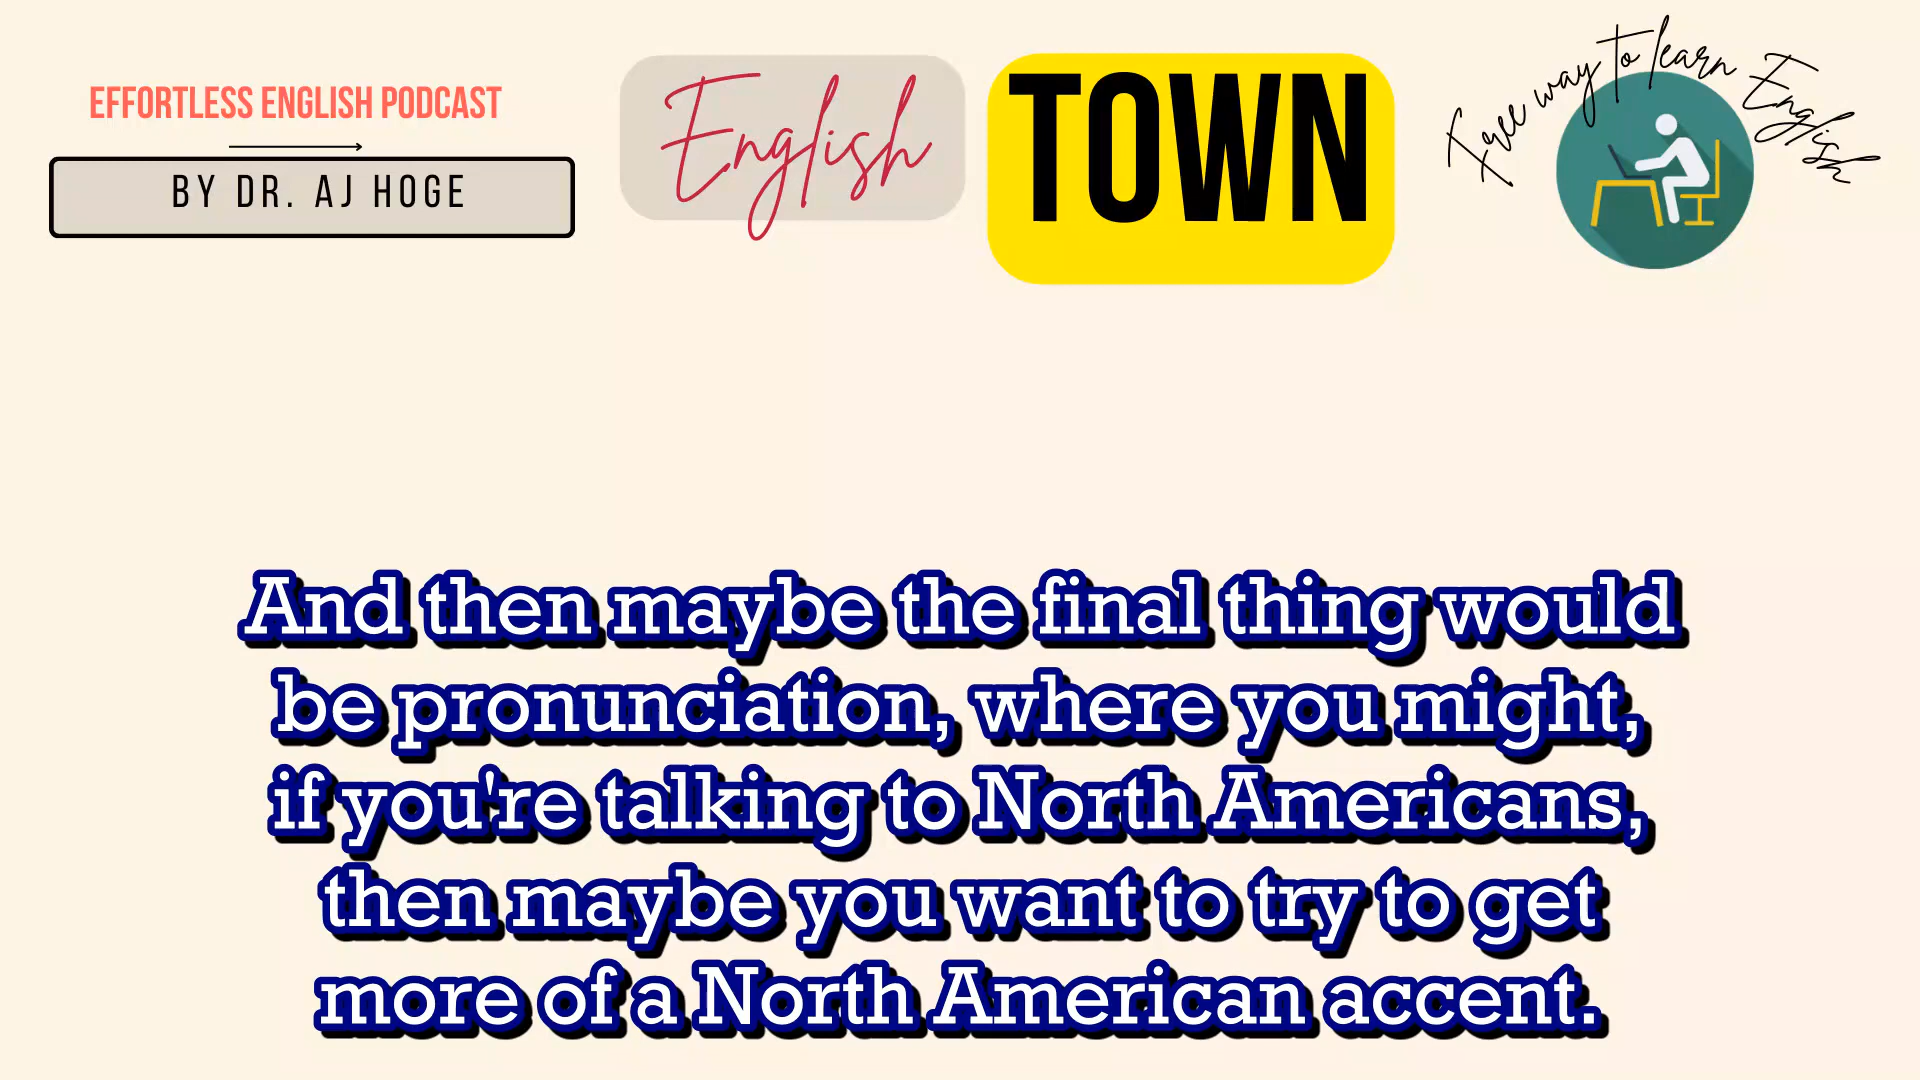 EFFORTLESS ENGLISH PODCAST
BY DR. AJ HOGE
English
TOWN
Free way to learn English
And then maybe the final thing would
be pronunciation, where you might,
if you're talking to North Americans,
then maybe you want to try to get
more of a North American accent.